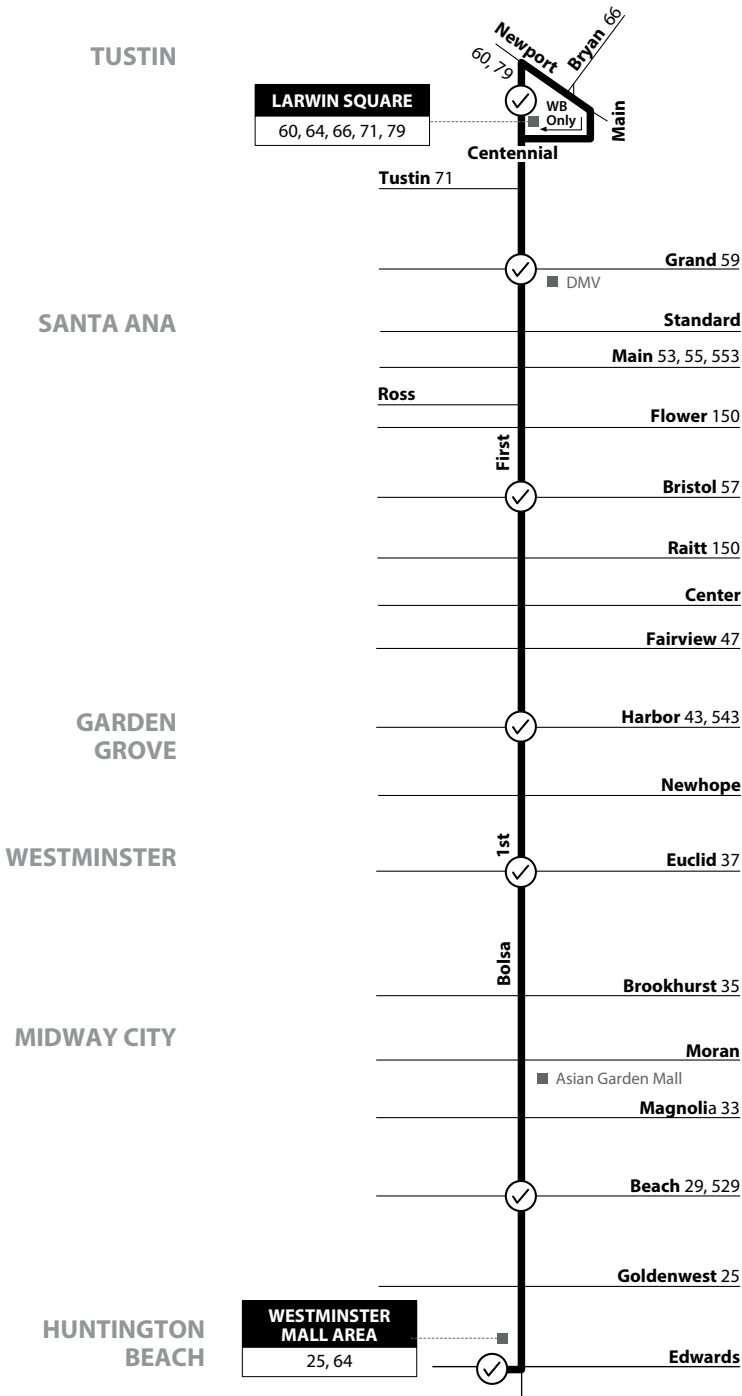 TUSTIN
Newport
60, 79
Bryan 66
LARWIN SQUARE
60, 64, 66, 71, 79
WB
Only
Main
Centennial
Tustin 71
Grand 59
DMV
SANTA ANA
Standard
Main 53, 55, 553
Ross
Flower 150
First
Bristol 57
Raitt 150
Center
Fairview 47
GARDEN
GROVE
Harbor 43, 543
Newhope
WESTMINSTER
1st
Euclid 37
Bolsa
Brookhurst 35
MIDWAY CITY
Moran
Asian Garden Mall
Magnolia 33
Beach 29, 529
Goldenwest 25
HUNTINGTON
BEACH
WESTMINSTER
MALL AREA
25, 64
Edwards